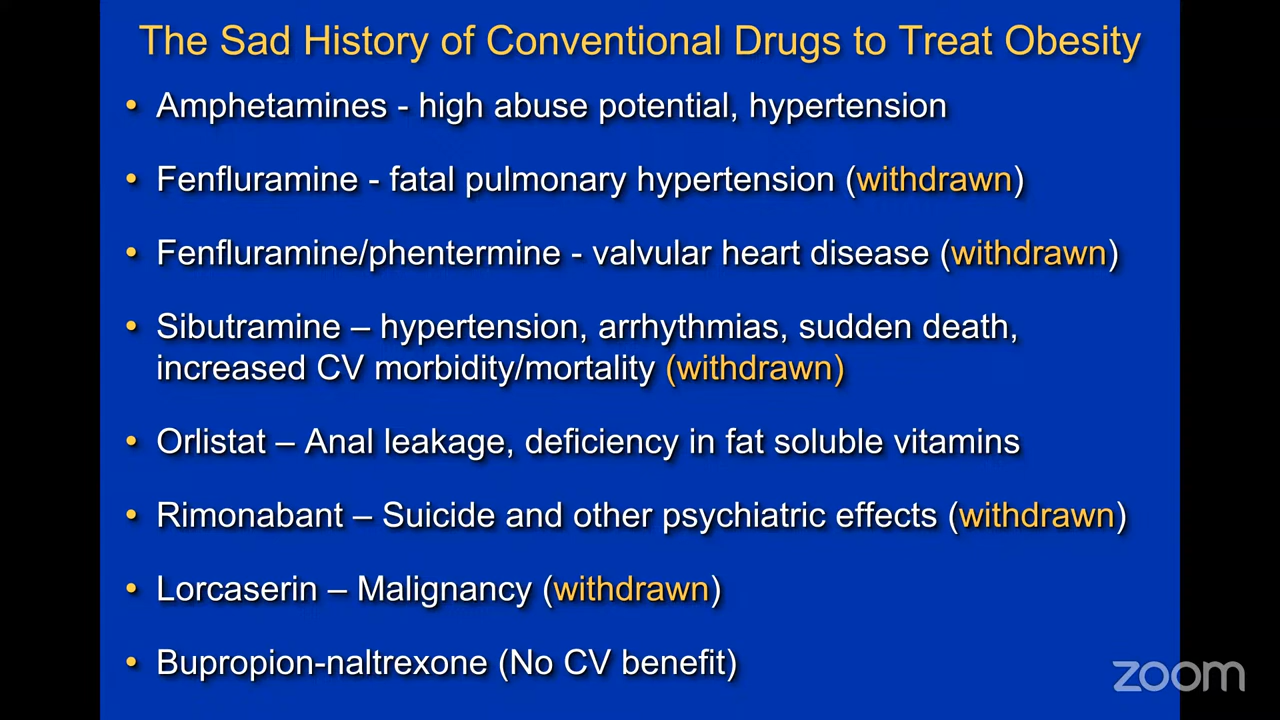 The Sad History of Conventional Drugs to Treat Obesity
• Amphetamines - high abuse potential, hypertension
• Fenfluramine - fatal pulmonary hypertension (withdrawn)
• Fenfluramine/phentermine - valvular heart disease (withdrawn)
• Sibutramine – hypertension, arrhythmias, sudden death,
increased CV morbidity/mortality (withdrawn)
• Orlistat – Anal leakage, deficiency in fat soluble vitamins
• Rimonabant – Suicide and other psychiatric effects (withdrawn)
• Lorcaserin – Malignancy (withdrawn)
• Bupropion-naltrexone (No CV benefit)
zoom